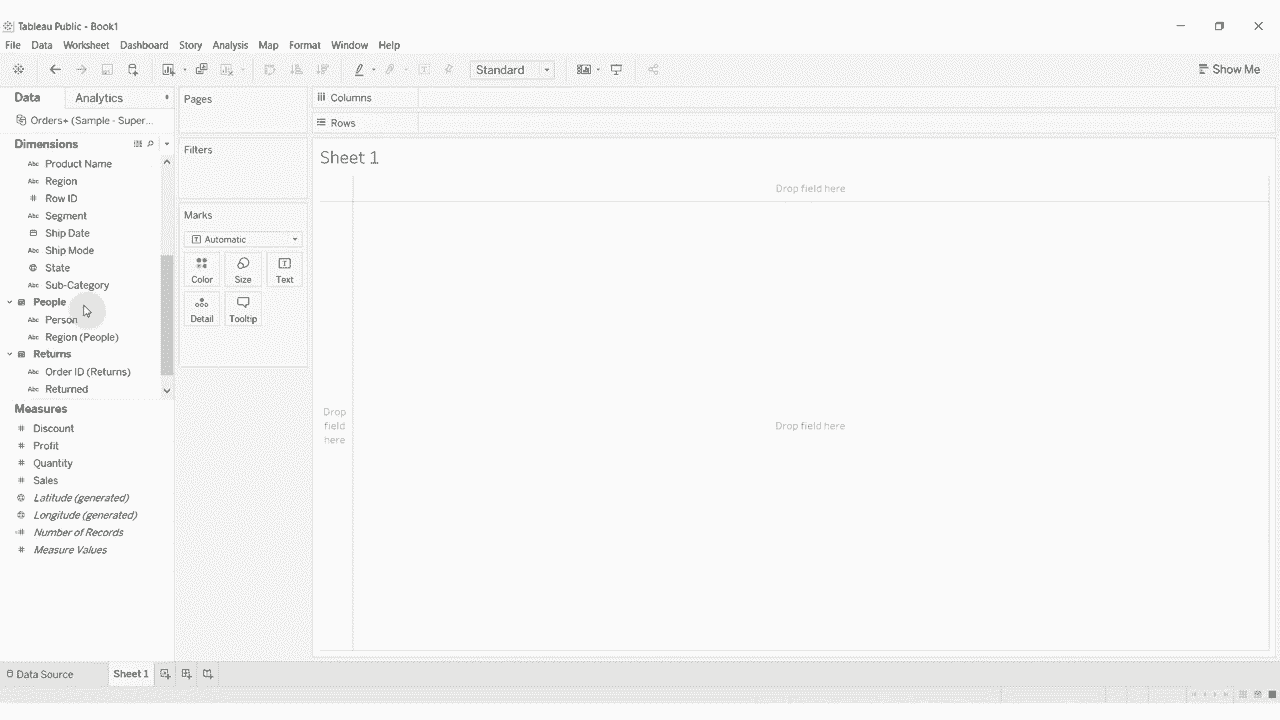 Tableau Public - Book1
File Data Worksheet Dashboard Story Analysis Map Format Window Help
Standard
Show Me
Data Analytics
Orders+ (Sample - Super...
Dimensions
Abc Product Name
Abc Region
# Row ID
Abc Segment
Ship Date
Abc Ship Mode
State
Abc Sub-Category
People
Abc Person
Abc Region (People)
Returns
Abc Order ID (Returns)
Abc Returned
Measures
# Discount
# Profit
# Quantity
# Sales
Latitude (generated)
Longitude (generated)
=# Number of Records
# Measure Values
Pages
Filters
Marks
T Automatic
Color Size Text
Detail Tooltip
Columns
Rows
Sheet 1
Drop field here
Drop
field
here
Drop field here
Data Source Sheet 1